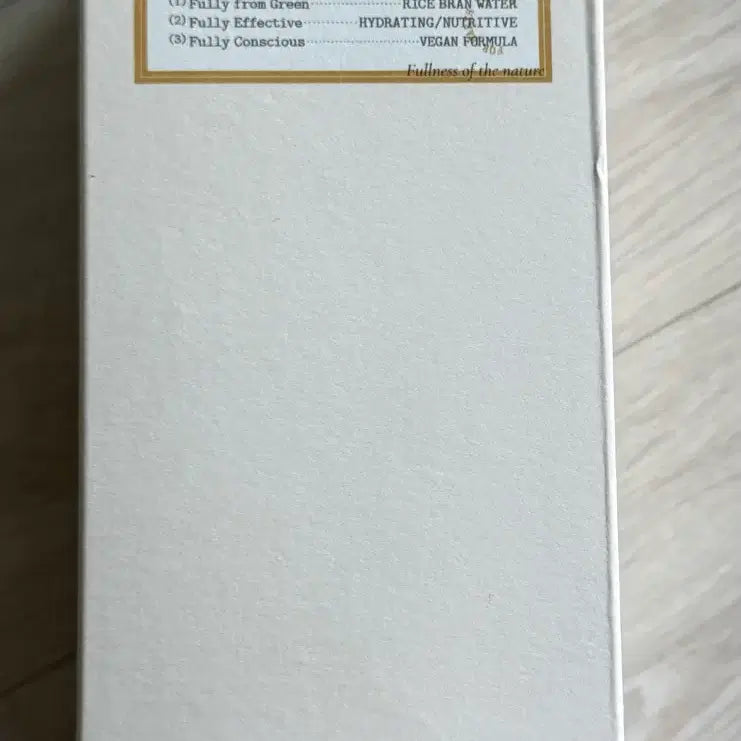 (1) Fully from Green·······················RICE BRAN WATER
(2) Fully Effective············HYDRATING/NUTRITIVE
(3) Fully Conscious·························VEGAN FORMULA
Fullness of the nature